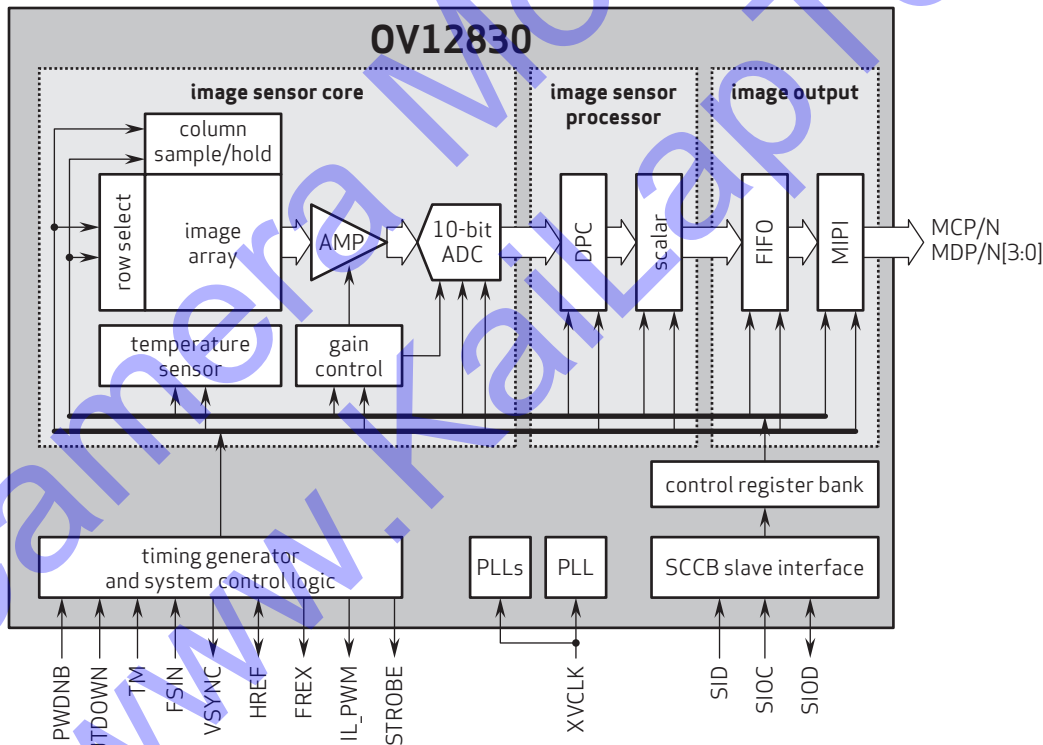 OV12830
image sensor core
image sensor
processor
image output
column
sample/hold
row select
image
array
AMP
10-bit
ADC
DPC
scalar
FIFO
MIPI
MCP/N
MDP/N[3:0]
temperature
sensor
gain
control
control register bank
timing generator
and system control logic
PLLs
PLL
SCCB slave interface
PWDNB
TM
FSIN
VSYNC
HREF
FREX
IL_PWM
STROBE
XVCLK
SID
SIOC
SIOD